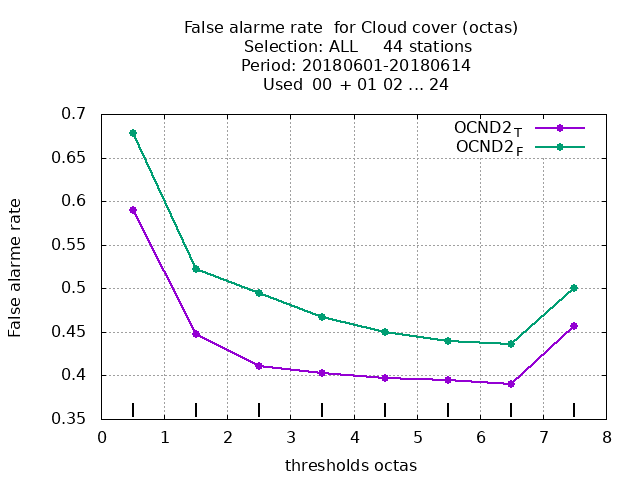 False alarme rate  for Cloud cover (octas)
Selection: ALL     44 stations
Period: 20180601-20180614
Used  00 + 01 02 ... 24
OCND2_T
OCND2_F
0.7
0.65
0.6
0.55
0.5
0.45
0.4
0.35
False alarme rate
0 1 2 3 4 5 6 7 8
thresholds octas